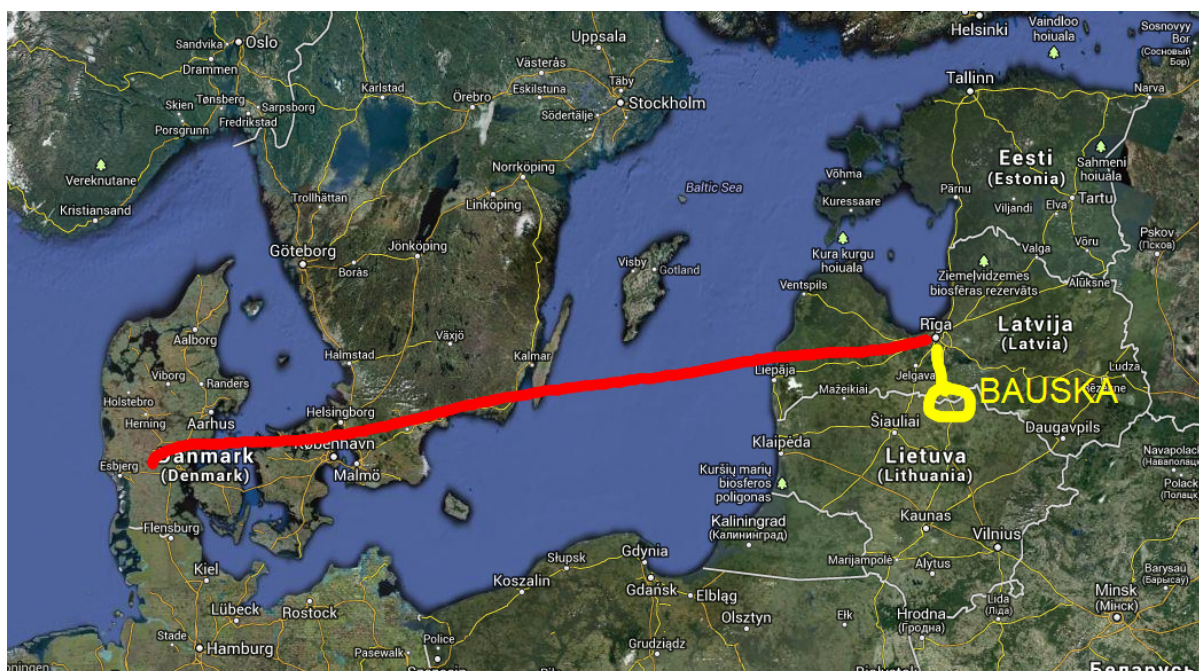 Sandvika
Oslo
Drammen
Skien
Tønsberg
Sarpsborg
Porsgrunn
Fredrikstad
Vereknutane
Kristiansand
Uppsala
Västerås
Karlstad
Örebro
Eskilstuna
Täby
Stockholm
Södertälje
Norrköping
Linköping
Trollhättan
Göteborg
Borås
Jönköping
Visby
Gotland
Baltic Sea
Växjö
Halmstad
Kalmar
Aalborg
Viborg
Randers
Holstebro
Herning
Aarhus
Helsingborg
København
Malmö
Esbjerg
Danmark
(Denmark)
Flensburg
Kiel
Lübeck
Rostock
Stade
Hamburg
Police
Pasewalk
Koszalin
Słupsk
Gdynia
Gdańsk
Elbląg
Olsztyn
Grudziądz
Ełk
Helsinki
Vaindloo
hoiuala
Sosnovyy
Bor
(Сосновый
Бор)
Tallinn
Narva
Eesti
(Estonia)
Sahmeni
hoiuala
Võhma
Kuressaare
Pärnu
Viljandi
Elva
Tartu
Kura kurgu
hoiuala
Valga
Võru
Pskov
(Псков)
Ziemeļvidzemes
biosfēras rezervāts
Alūksne
Ventspils
Rīga
Latvija
(Latvia)
Liepāja
Jelgava
Ludza
Mažeikiai
BAUSKA
Rēzekne
Šiauliai
Daugavpils
Klaipėda
Lietuva
(Lithuania)
Kuršių marių
biosferos
poligonas
Navapolack
(Наваполацк
Polack
(Полацк
Kaliningrad
(Калининград)
Kaunas
Vilnius
Marijampolė
Alytus
Barysaŭ
(Барысаў)
Minsk
(Мінск)
Lida
(Ліда)
Hrodna
(Гродна)